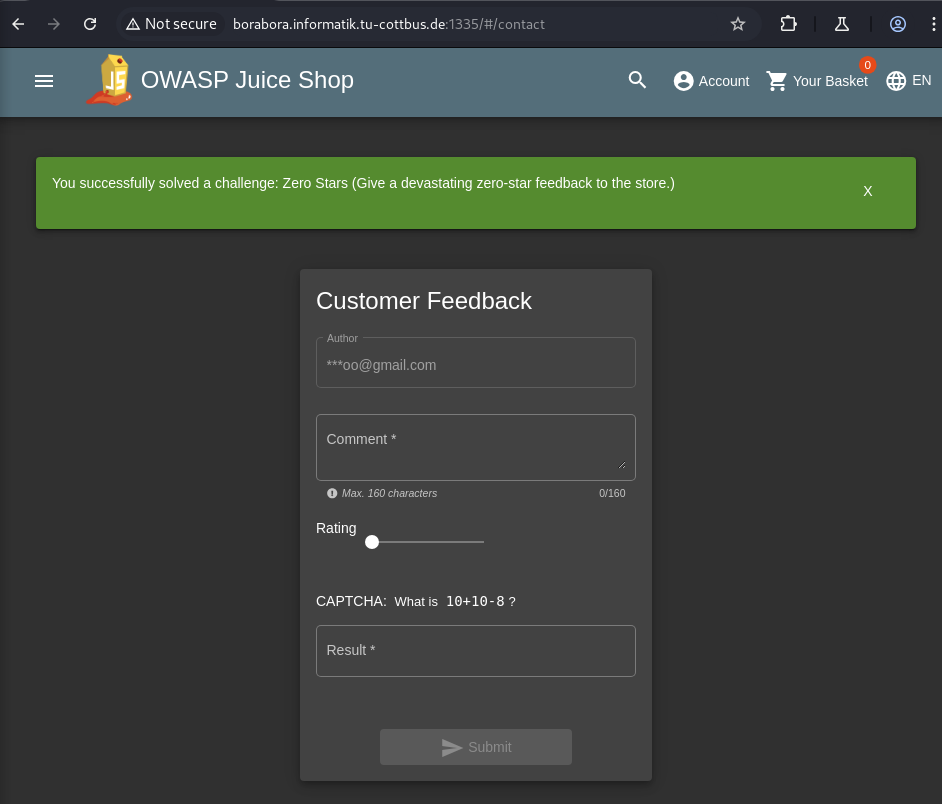 Not secure borabora.informatik.tu-cottbus.de:1335/#/contact
JS OWASP Juice Shop Account Your Basket 0 EN
You successfully solved a challenge: Zero Stars (Give a devastating zero-star feedback to the store.) X
Customer Feedback
Author
***oo@gmail.com
Comment *
Max. 160 characters 0/160
Rating
CAPTCHA: What is 10+10-8 ?
Result *
Submit